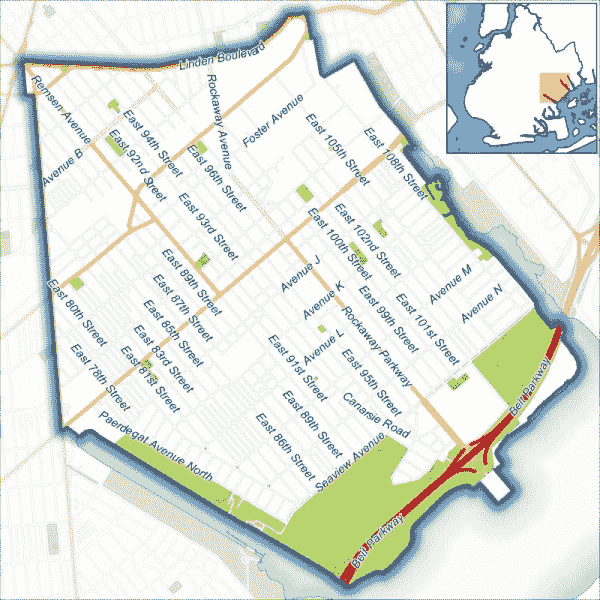 Linden Boulevard
Remsen Avenue
Rockaway Avenue
Foster Avenue
East 94th Street
East 92nd Street
East 96th Street
East 105th Street
East 108th Street
Avenue B
East 93rd Street
East 102nd Street
East 100th Street
East 89th Street
East 87th Street
East 85th Street
East 83rd Street
East 81st Street
East 80th Street
East 78th Street
Avenue J
Avenue K
Avenue L
Avenue M
Avenue N
East 99th Street
East 101st Street
Rockaway Parkway
East 91st Street
East 95th Street
East 89th Street
East 86th Street
Canarsie Road
Seaview Avenue
Paerdegat Avenue North
Belt Parkway
Belt Parkway